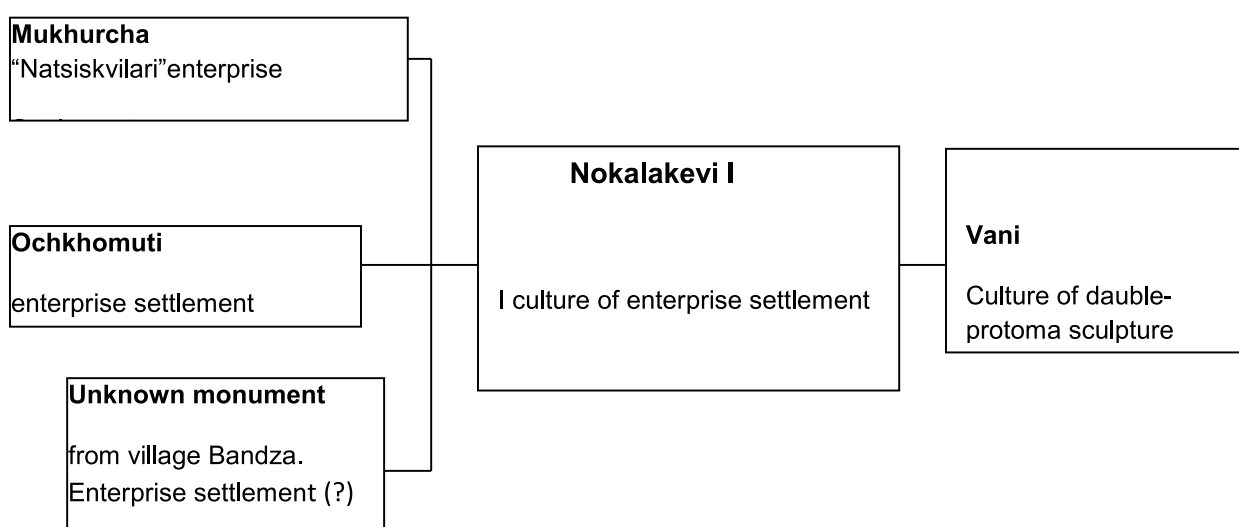 Mukhurcha
“Natsiskvilari”enterprise
Ochkhomuti
enterprise settlement
Unknown monument
from village Bandza.
Enterprise settlement (?)
Nokalakevi I
I culture of enterprise settlement
Vani
Culture of dauble-
protoma sculpture